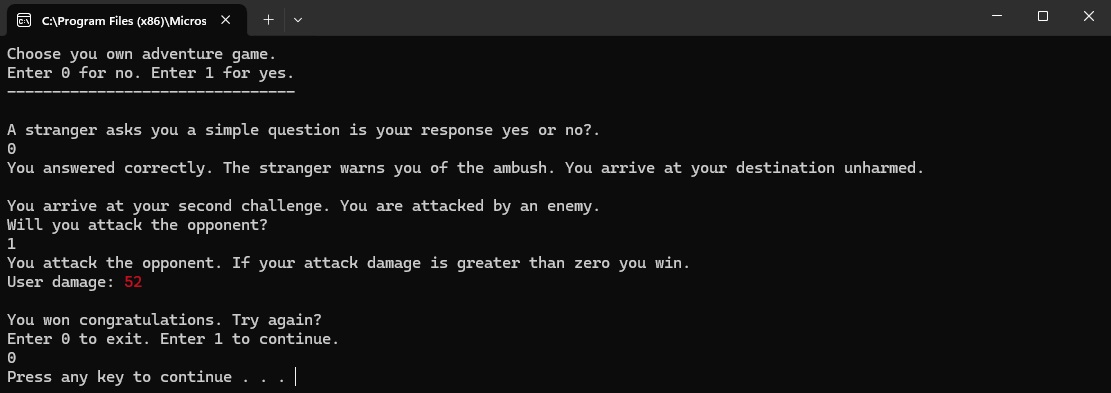 C:\Program Files (x86)\Micros
Choose you own adventure game.
Enter 0 for no. Enter 1 for yes.
--------------------------------
A stranger asks you a simple question is your response yes or no?.
0
You answered correctly. The stranger warns you of the ambush. You arrive at your destination unharmed.
You arrive at your second challenge. You are attacked by an enemy.
Will you attack the opponent?
1
You attack the opponent. If your attack damage is greater than zero you win.
User damage: 52
You won congratulations. Try again?
Enter 0 to exit. Enter 1 to continue.
0
Press any key to continue . . .